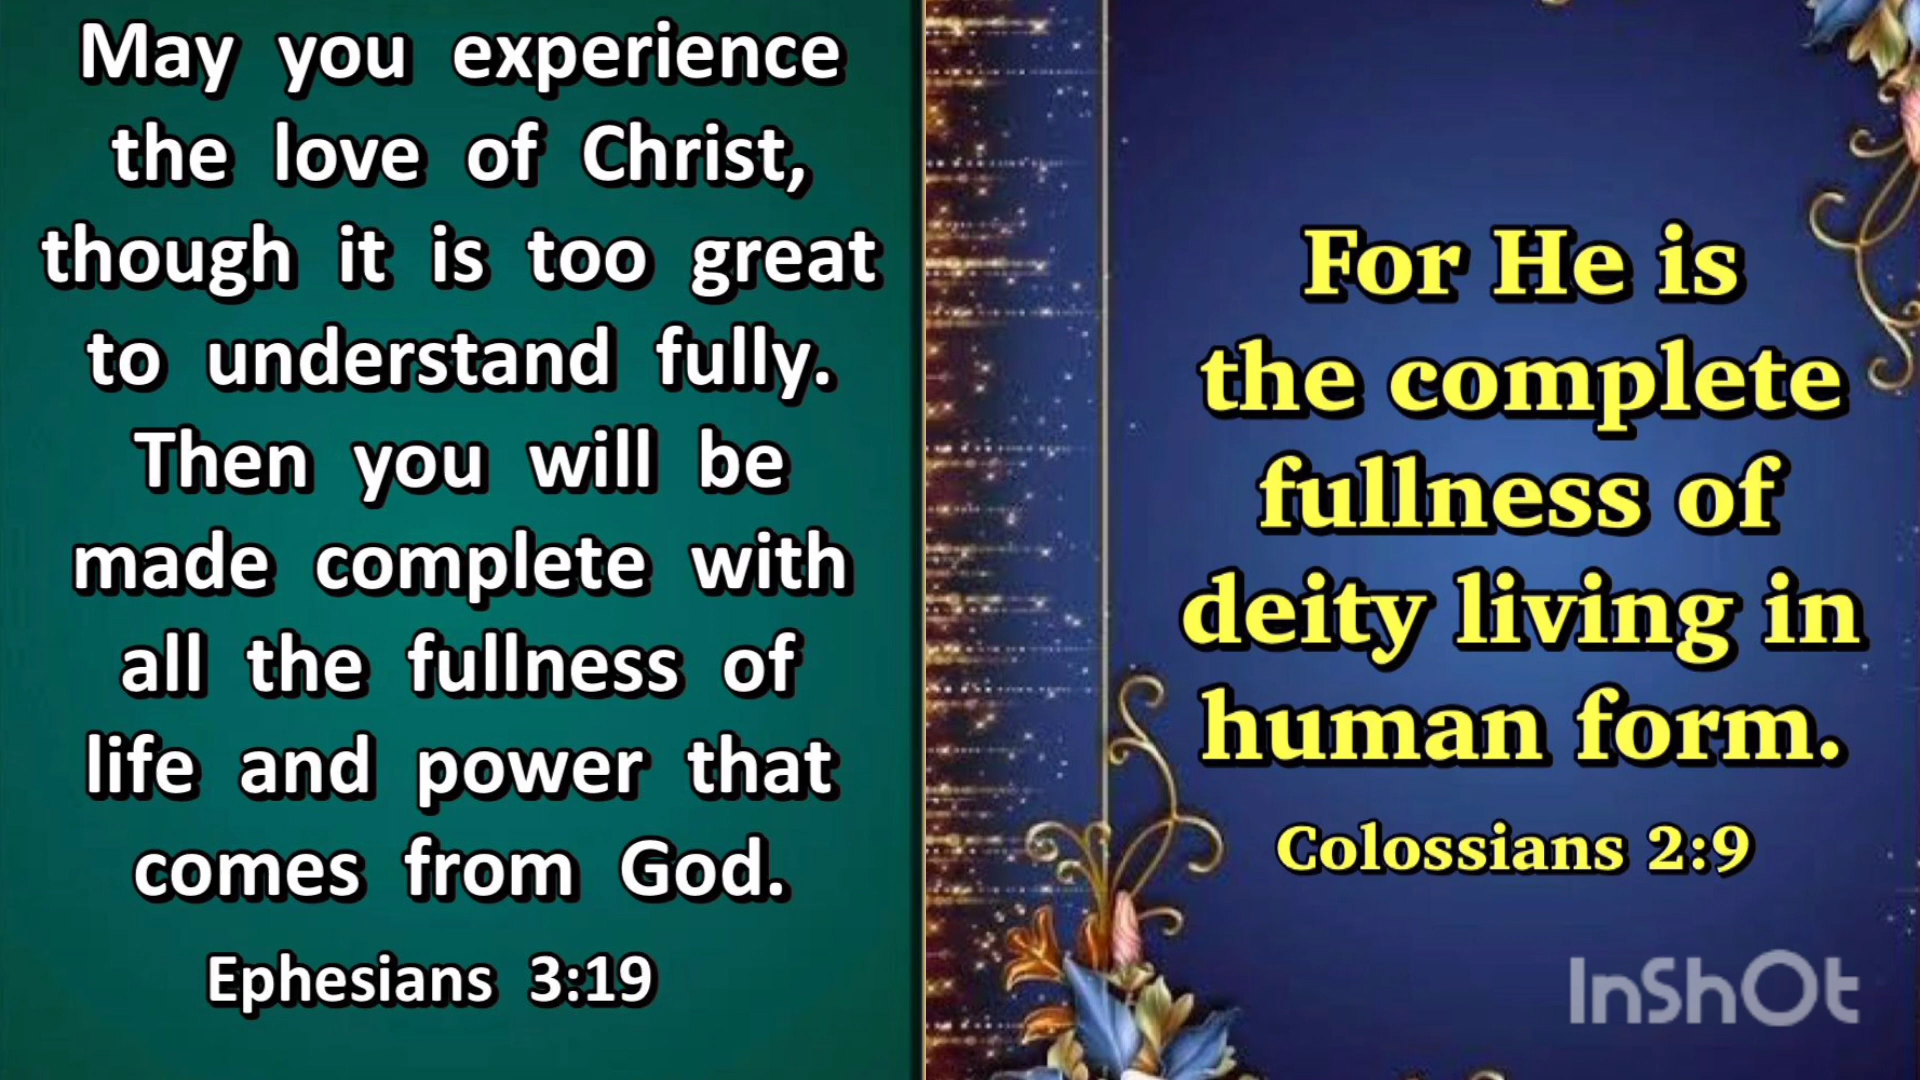 May you experience
the love of Christ,
though it is too great
to understand fully.
Then you will be
made complete with
all the fullness of
life and power that
comes from God.
Ephesians 3:19
For He is
the complete
fullness of
deity living in
human form.
Colossians 2:9
InShOt